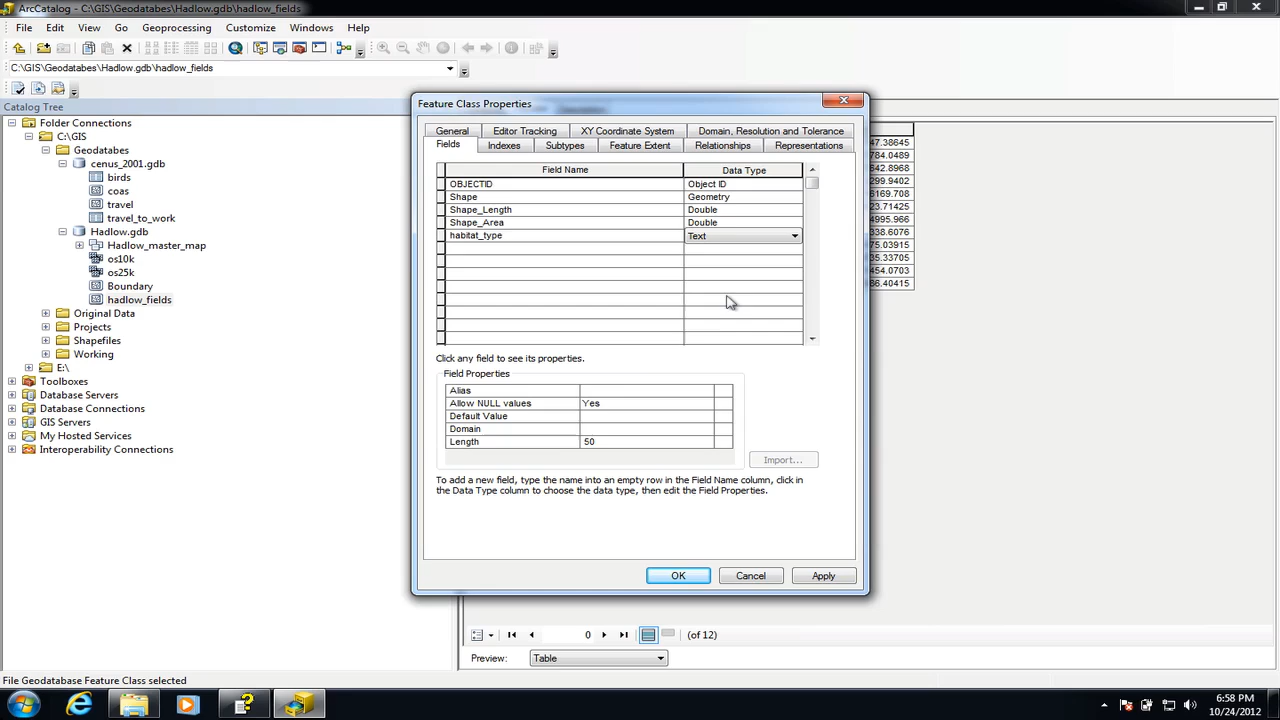 ArcCatalog - C:\GIS\Geodatabes\Hadlow.gdb\hadlow_fields
File Edit View Go Geoprocessing Customize Windows Help
C:\GIS\Geodatabes\Hadlow.gdb\hadlow_fields
Catalog Tree
Folder Connections
C:\GIS
Geodatabes
cenus_2001.gdb
birds
coas
travel
travel_to_work
Hadlow.gdb
Hadlow_master_map
os10k
os25k
Boundary
hadlow_fields
Original Data
Projects
Shapefiles
Working
E:\
Toolboxes
Database Servers
Database Connections
GIS Servers
My Hosted Services
Interoperability Connections
Feature Class Properties
General Editor Tracking XY Coordinate System Domain, Resolution and Tolerance
Fields Indexes Subtypes Feature Extent Relationships Representations
Field Name Data Type
OBJECTID Object ID
Shape Geometry
Shape_Length Double
Shape_Area Double
habitat_type Text
Click any field to see its properties.
Field Properties
Alias
Allow NULL values Yes
Default Value
Domain
Length 50
Import...
To add a new field, type the name into an empty row in the Field Name column, click in
the Data Type column to choose the data type, then edit the Field Properties.
OK Cancel Apply
47.38645
784.0489
642.8968
299.9402
6169.708
23.71425
4995.966
338.6076
75.03915
35.33705
454.0703
66.40415
0 (of 12)
Preview: Table
File Geodatabase Feature Class selected
6:58 PM
10/24/2012